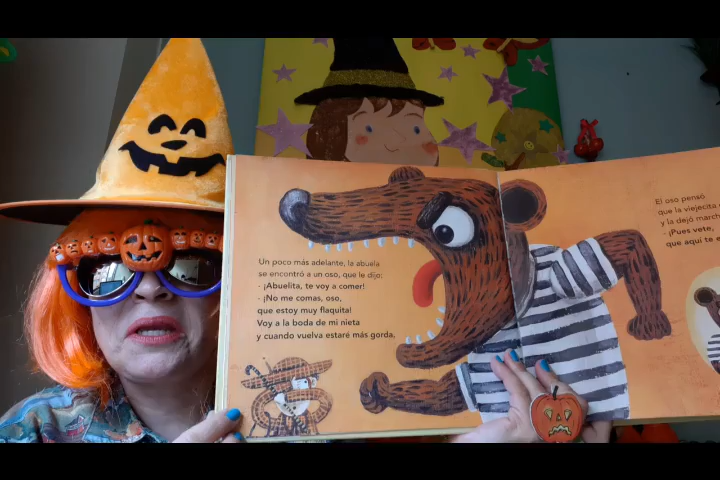 Un poco más adelante, la abuela
se encontró a un oso, que le dijo:
- ¡Abuelita, te voy a comer!
- ¡No me comas, oso,
que estoy muy flaquita!
Voy a la boda de mi nieta
y cuando vuelva estaré más gorda,
El oso pensó
que la viejecita
y la dejó march
- ¡Pues vete,
que aquí te e